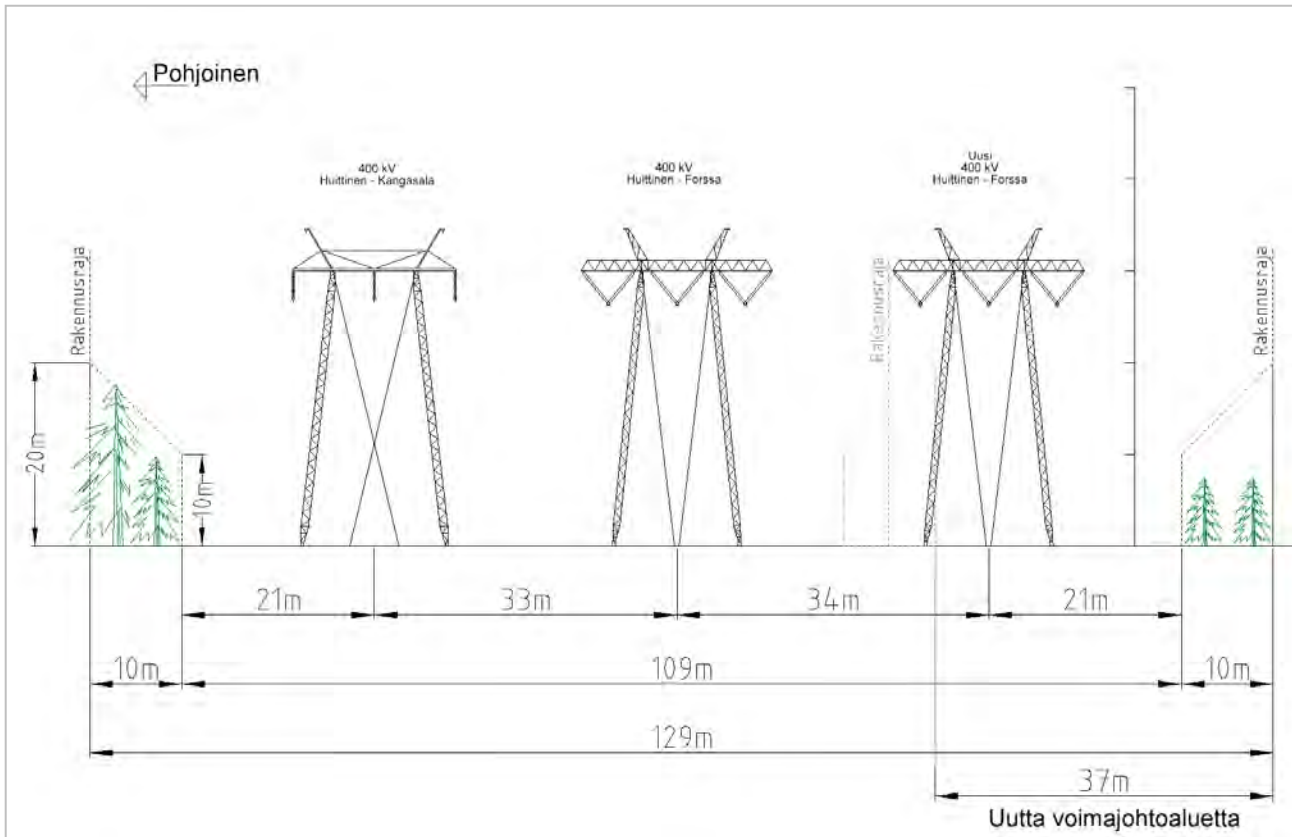 Pohjoinen
400 kV
Huittinen - Kangasala
400 kV
Huittinen - Forssa
Uusi
400 kV
Huittinen - Forssa
Rakennusraja
Rakennusraja
Rakennusraja
20m
10m
21m
33m
34m
21m
10m
109m
10m
129m
37m
Uutta voimajohtoaluetta